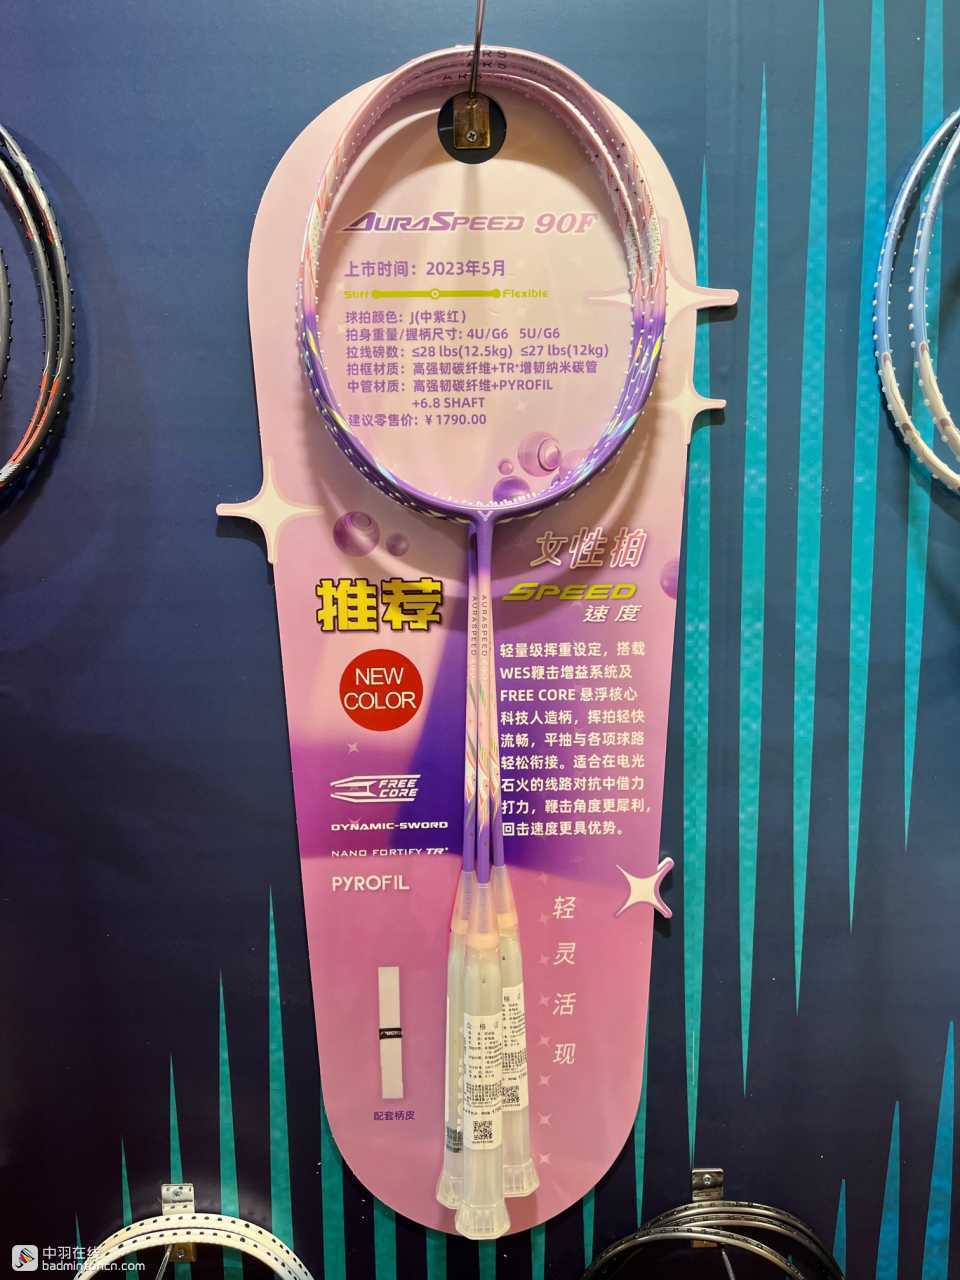 ARS
ARS
ARS
AURASPEED 90F
上市时间：2023年5月
Stiff Flexible
球拍颜色：J(中紫红)
拍身重量/握柄尺寸: 4U/G6 5U/G6
拉线磅数：≤28 lbs(12.5kg) ≤27 lbs(12kg)
拍框材质：高强韧碳纤维+TR⁺增韧纳米碳管
中管材质：高强韧碳纤维+PYROFIL
+6.8 SHAFT
建议零售价：¥ 1790.00
女性拍
SPEED
速度
推荐
NEW
COLOR
轻量级挥重设定，搭载
WES鞭击增益系统及
FREE CORE 悬浮核心
科技人造柄，挥拍轻快
流畅，平抽与各项球路
轻松衔接。适合在电光
石火的线路对抗中借力
打力，鞭击角度更犀利，
回击速度更具优势。
AURASPEED
AURASPEED
FREE
CORE
DYNAMIC-SWORD
NANO FORTIFY TR⁺
PYROFIL
轻灵活现
配套柄皮
合格证
中羽在线
badmintoncn.com